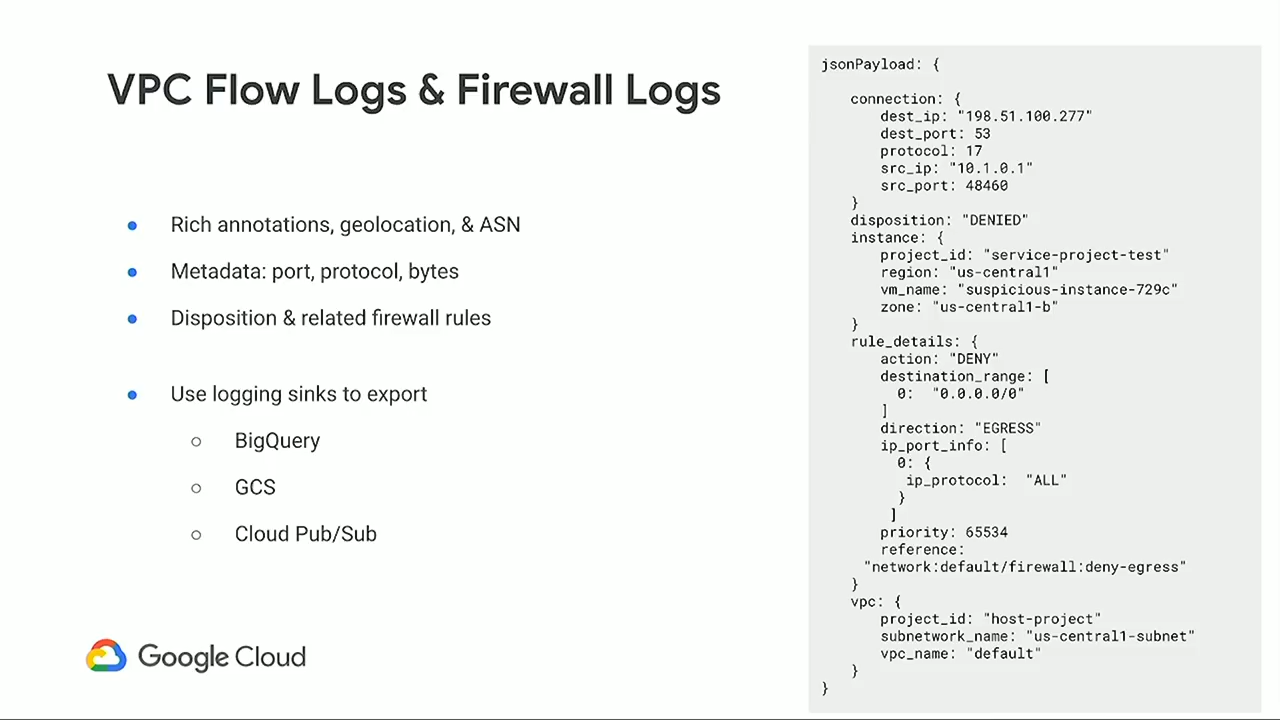 VPC Flow Logs & Firewall Logs
● Rich annotations, geolocation, & ASN
● Metadata: port, protocol, bytes
● Disposition & related firewall rules
● Use logging sinks to export
○ BigQuery
○ GCS
○ Cloud Pub/Sub
Google Cloud
jsonPayload: {
connection: {
dest_ip: "198.51.100.277"
dest_port: 53
protocol: 17
src_ip: "10.1.0.1"
src_port: 48460
}
disposition: "DENIED"
instance: {
project_id: "service-project-test"
region: "us-central1"
vm_name: "suspicious-instance-729c"
zone: "us-central1-b"
}
rule_details: {
action: "DENY"
destination_range: [
0: "0.0.0.0/0"
]
direction: "EGRESS"
ip_port_info: [
0: {
ip_protocol: "ALL"
}
]
priority: 65534
reference:
"network:default/firewall:deny-egress"
}
vpc: {
project_id: "host-project"
subnetwork_name: "us-central1-subnet"
vpc_name: "default"
}
}